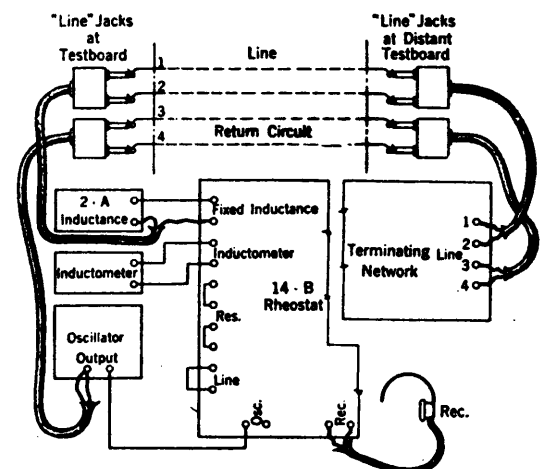 "Line" Jacks
at
Testboard
"Line" Jacks
at Distant
Testboard
Line
1
2
3
4
Return Circuit
2 - A
Inductance
Fixed Inductance
Inductometer
Inductometer
14 - B
Rheostat
Res.
Line
Osc.
Rec.
Oscillator
Output
Terminating
Network
Line
1
2
3
4
Rec.